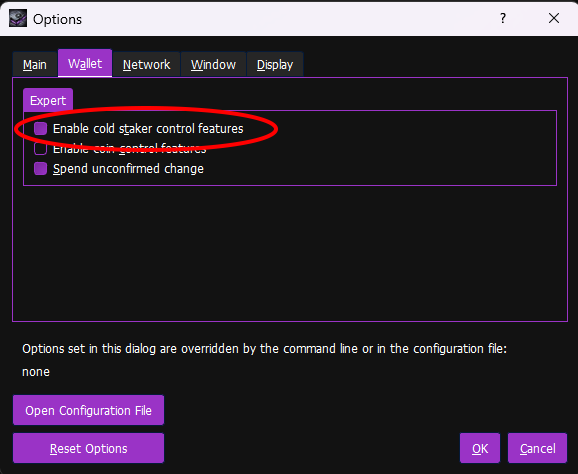 Options
?
Main Wallet Network Window Display
Expert
Enable cold staker control features
Enable coin control features
Spend unconfirmed change
Options set in this dialog are overridden by the command line or in the configuration file:
none
Open Configuration File
Reset Options OK Cancel